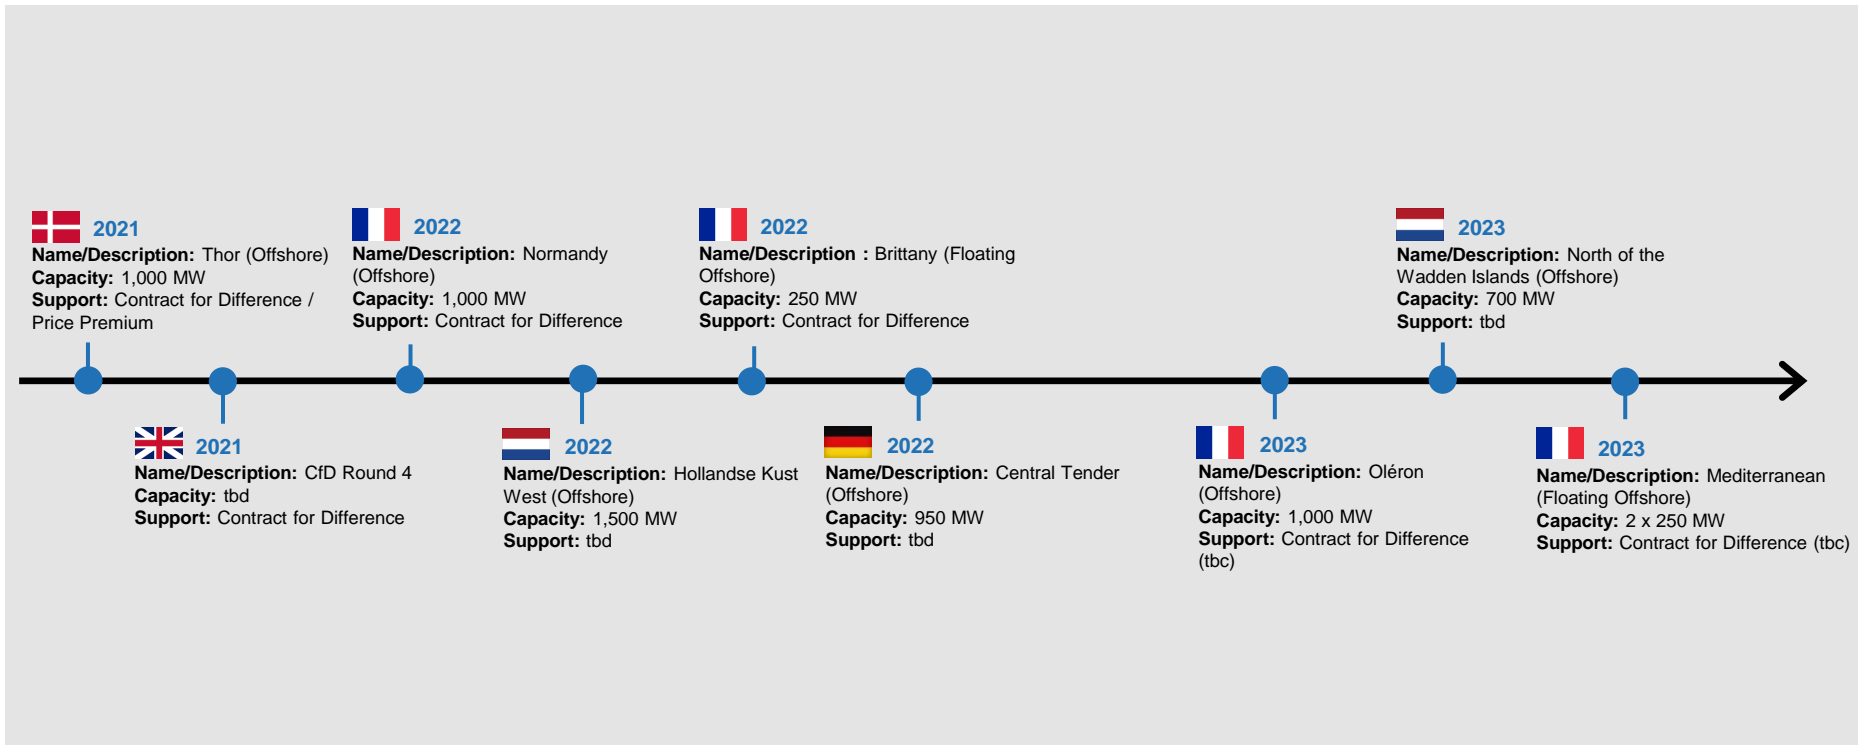 2021
Name/Description: Thor (Offshore)
Capacity: 1,000 MW
Support: Contract for Difference /
Price Premium
2022
Name/Description: Normandy
(Offshore)
Capacity: 1,000 MW
Support: Contract for Difference
2022
Name/Description : Brittany (Floating
Offshore)
Capacity: 250 MW
Support: Contract for Difference
2023
Name/Description: North of the
Wadden Islands (Offshore)
Capacity: 700 MW
Support: tbd
2021
Name/Description: CfD Round 4
Capacity: tbd
Support: Contract for Difference
2022
Name/Description: Hollandse Kust
West (Offshore)
Capacity: 1,500 MW
Support: tbd
2022
Name/Description: Central Tender
(Offshore)
Capacity: 950 MW
Support: tbd
2023
Name/Description: Oléron
(Offshore)
Capacity: 1,000 MW
Support: Contract for Difference
(tbc)
2023
Name/Description: Mediterranean
(Floating Offshore)
Capacity: 2 x 250 MW
Support: Contract for Difference (tbc)